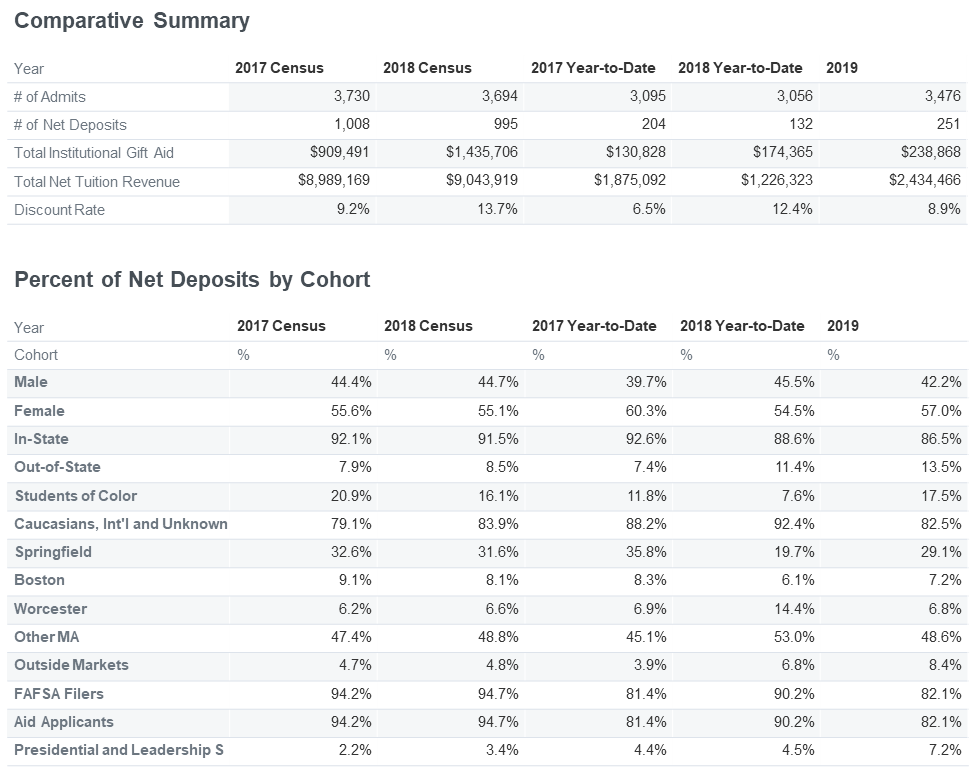 Comparative Summary
Year 2017 Census 2018 Census 2017 Year-to-Date 2018 Year-to-Date 2019
# of Admits 3,730 3,694 3,095 3,056 3,476
# of Net Deposits 1,008 995 204 132 251
Total Institutional Gift Aid $909,491 $1,435,706 $130,828 $174,365 $238,868
Total Net Tuition Revenue $8,989,169 $9,043,919 $1,875,092 $1,226,323 $2,434,466
Discount Rate 9.2% 13.7% 6.5% 12.4% 8.9%
Percent of Net Deposits by Cohort
Year 2017 Census 2018 Census 2017 Year-to-Date 2018 Year-to-Date 2019
Cohort % % % % %
Male 44.4% 44.7% 39.7% 45.5% 42.2%
Female 55.6% 55.1% 60.3% 54.5% 57.0%
In-State 92.1% 91.5% 92.6% 88.6% 86.5%
Out-of-State 7.9% 8.5% 7.4% 11.4% 13.5%
Students of Color 20.9% 16.1% 11.8% 7.6% 17.5%
Caucasians, Int'l and Unknown 79.1% 83.9% 88.2% 92.4% 82.5%
Springfield 32.6% 31.6% 35.8% 19.7% 29.1%
Boston 9.1% 8.1% 8.3% 6.1% 7.2%
Worcester 6.2% 6.6% 6.9% 14.4% 6.8%
Other MA 47.4% 48.8% 45.1% 53.0% 48.6%
Outside Markets 4.7% 4.8% 3.9% 6.8% 8.4%
FAFSA Filers 94.2% 94.7% 81.4% 90.2% 82.1%
Aid Applicants 94.2% 94.7% 81.4% 90.2% 82.1%
Presidential and Leadership S 2.2% 3.4% 4.4% 4.5% 7.2%